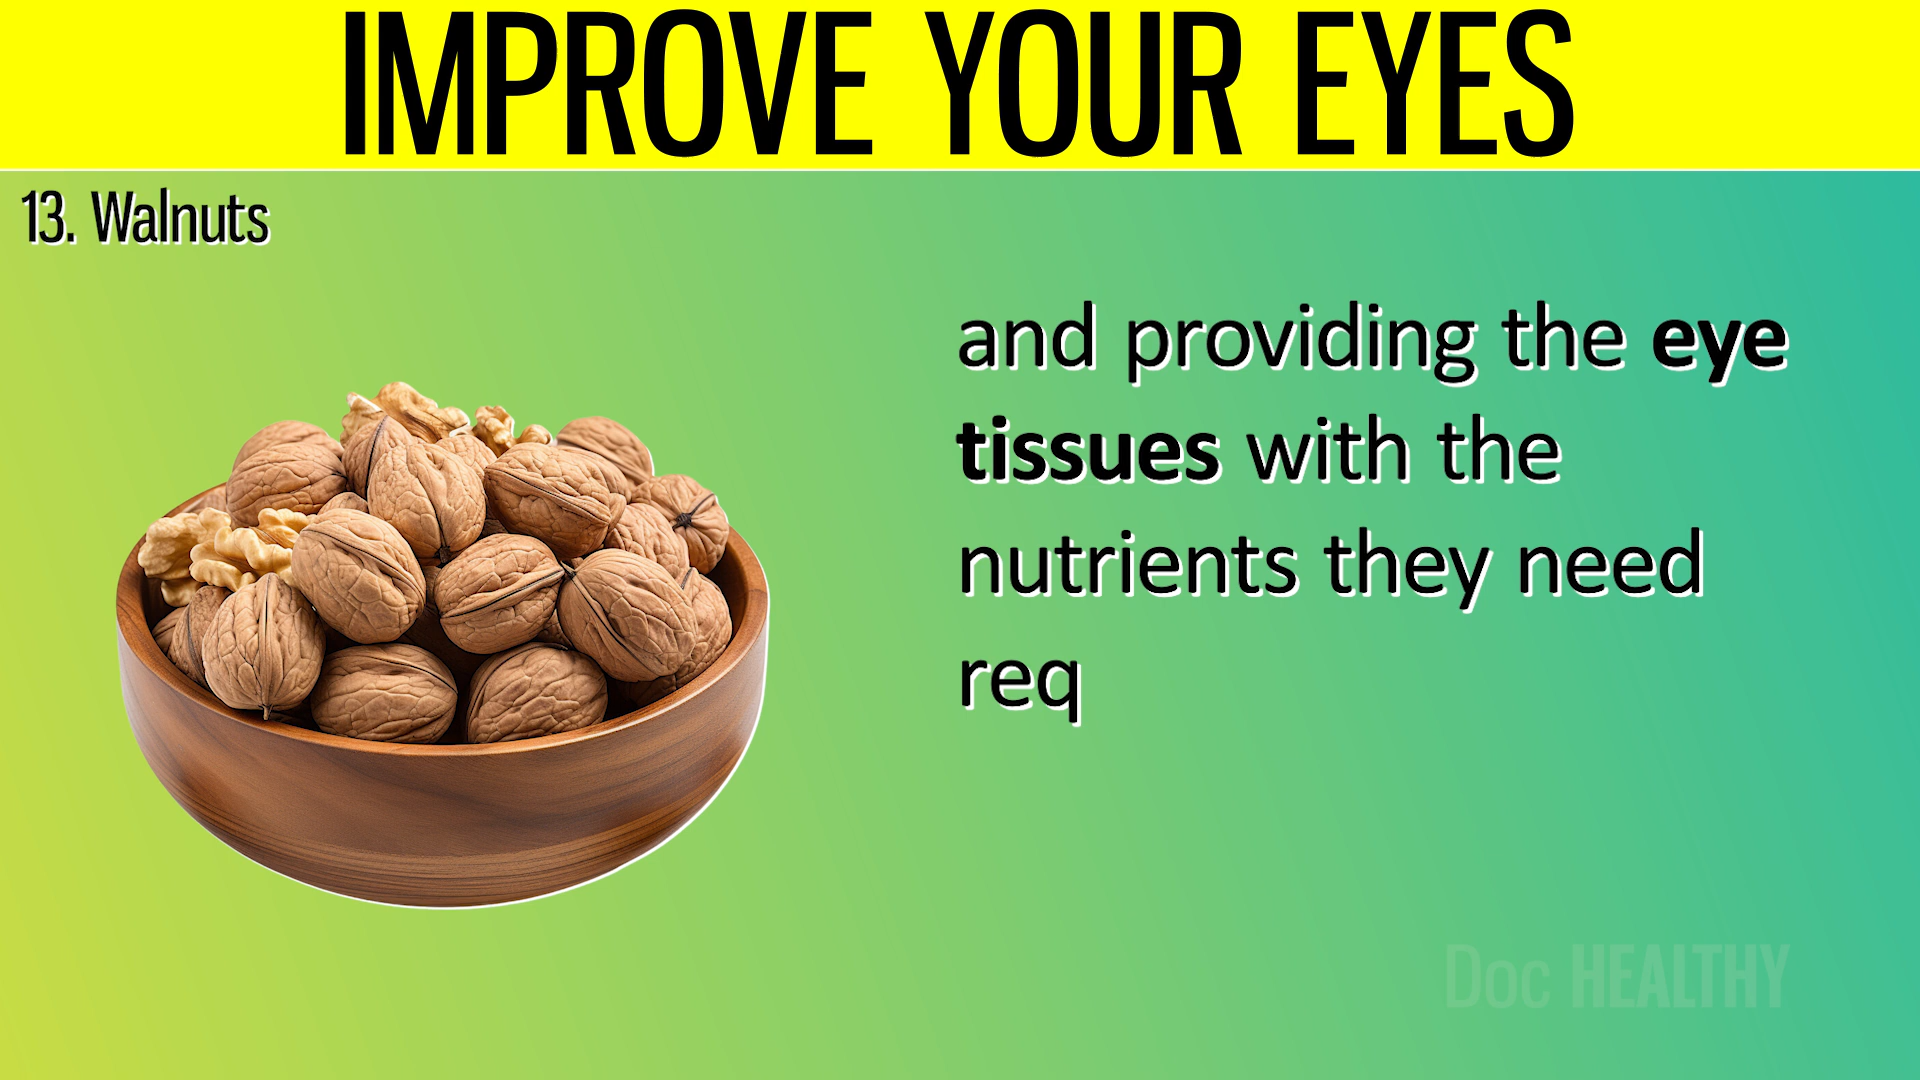 IMPROVE YOUR EYES
13. Walnuts
and providing the eye
tissues with the
nutrients they need
req
Doc HEALTHY